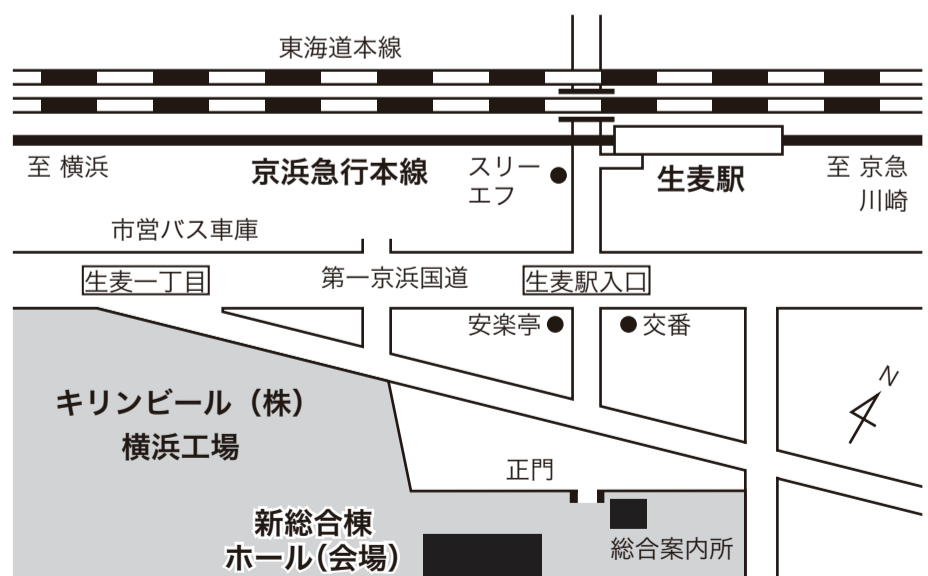 東海道本線
至 横浜
京浜急行本線
スリー
エフ
生麦駅
至 京急
川崎
市営バス車庫
生麦一丁目
第一京浜国道
生麦駅入口
安楽亭
交番
N
キリンビール（株）
横浜工場
正門
新総合棟
ホール（会場）
総合案内所